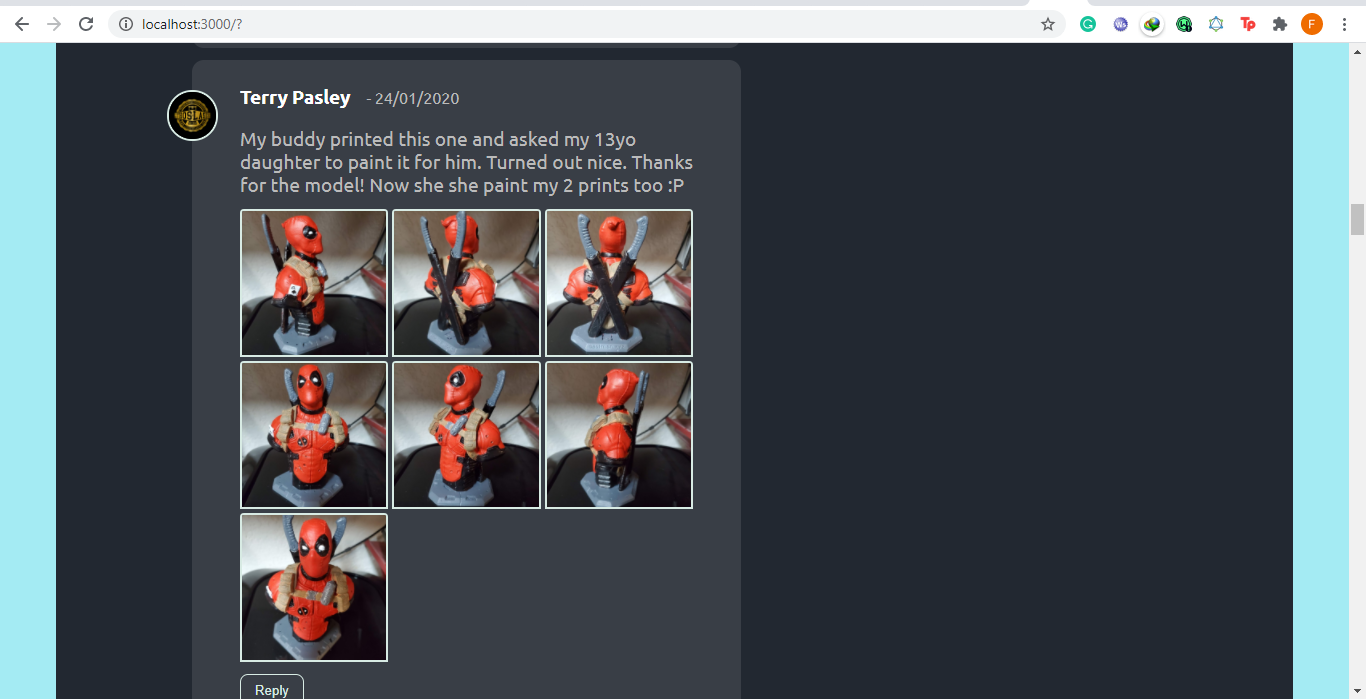 localhost:3000/?
F
Terry Pasley - 24/01/2020
My buddy printed this one and asked my 13yo
daughter to paint it for him. Turned out nice. Thanks
for the model! Now she she paint my 2 prints too :P
Reply